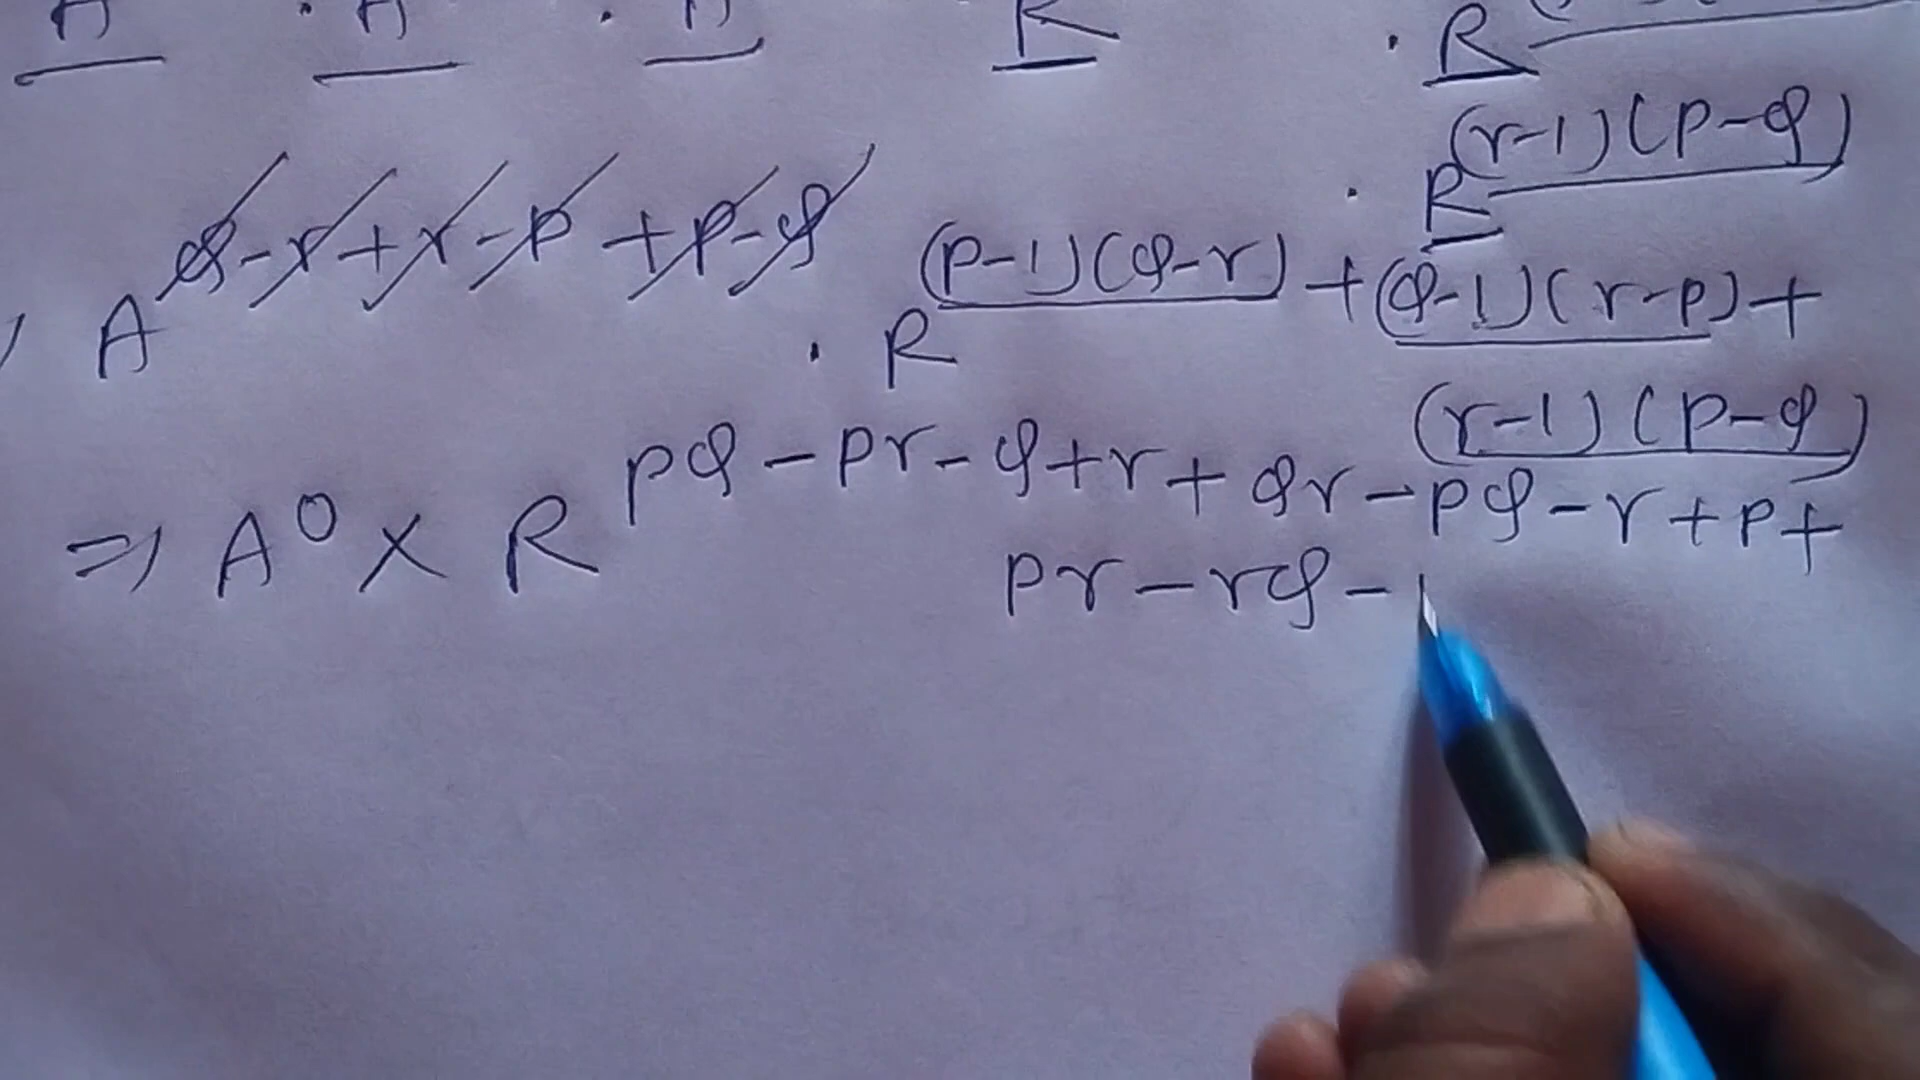 A . A . A R . R
. R^(r-1)(p-q)
A^q-r+r-p+p-q . R^(p-1)(q-r)+(q-1)(r-p)+
(r-1)(p-q)
=> A^0 x R^pq-pr-q+r+qr-pq-r+p+
pr-rq-